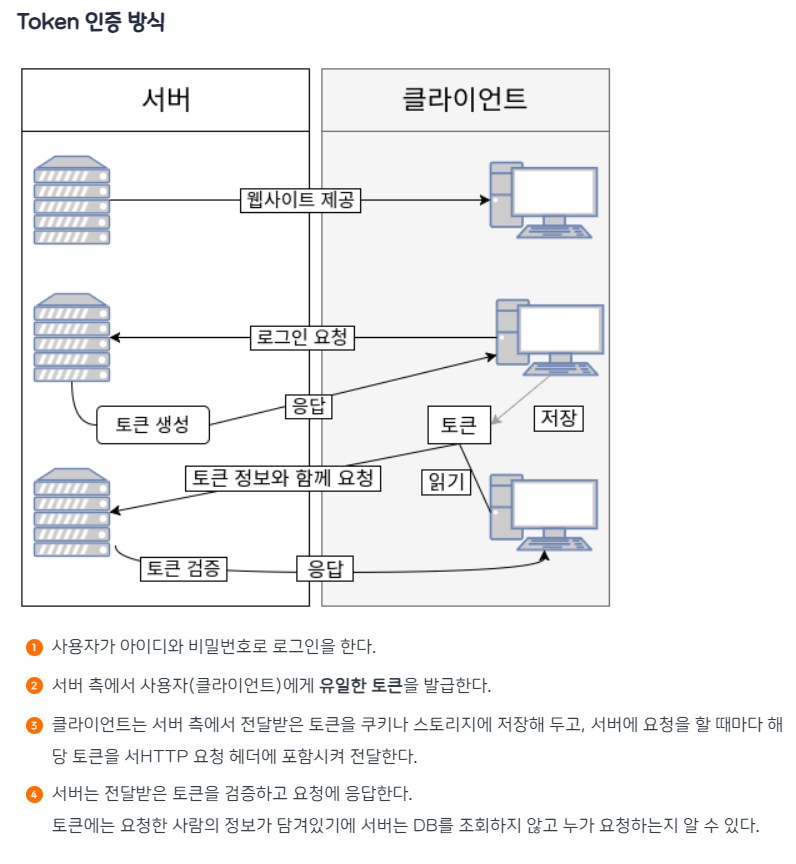 Token 인증 방식
서버
클라이언트
웹사이트 제공
로그인 요청
응답
토큰 생성
토큰
저장
토큰 정보와 함께 요청
읽기
토큰 검증
응답
1 사용자가 아이디와 비밀번호로 로그인을 한다.
2 서버 측에서 사용자(클라이언트)에게 유일한 토큰을 발급한다.
3 클라이언트는 서버 측에서 전달받은 토큰을 쿠키나 스토리지에 저장해 두고, 서버에 요청을 할 때마다 해
당 토큰을 서HTTP 요청 헤더에 포함시켜 전달한다.
4 서버는 전달받은 토큰을 검증하고 요청에 응답한다.
토큰에는 요청한 사람의 정보가 담겨있기에 서버는 DB를 조회하지 않고 누가 요청하는지 알 수 있다.